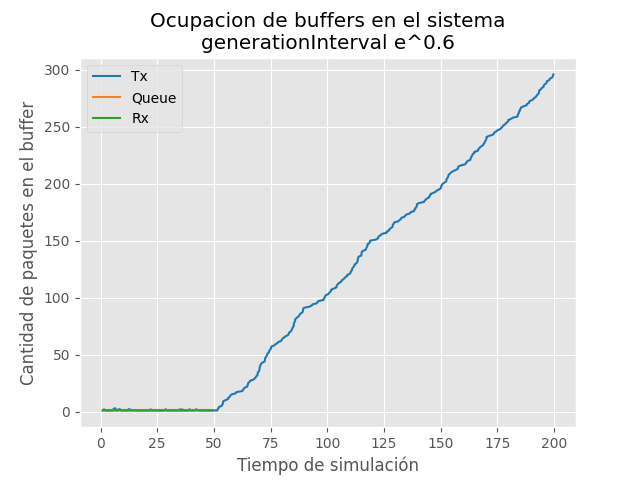 Ocupacion de buffers en el sistema
generationInterval e^0.6
Tx
Queue
Rx
Cantidad de paquetes en el buffer
300
250
200
150
100
50
0
0 25 50 75 100 125 150 175 200
Tiempo de simulación